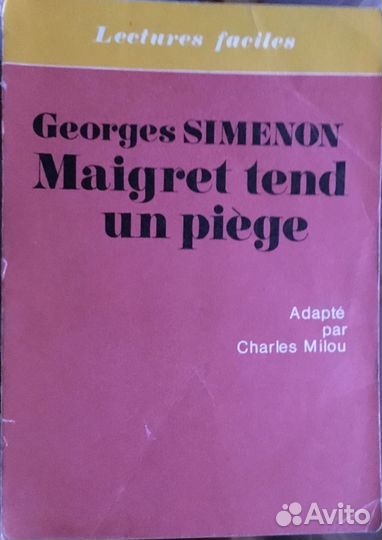 Lectures faciles
Georges SIMENON
Maigret tend
un piège
Adapté
par
Charles Milou
Avito